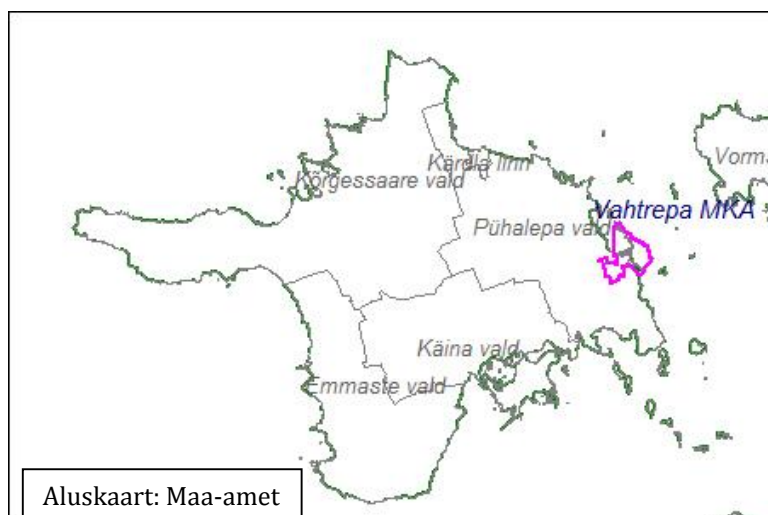 Kärdla linn
Vorm
Kõrgessaare vald
Vahtrepa MKA
Pühalepa vald
Käina vald
Emmaste vald
Aluskaart: Maa-amet